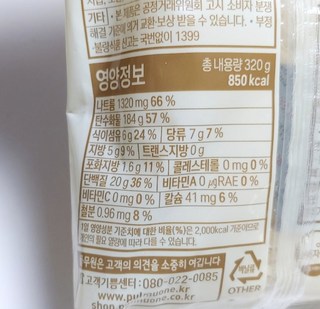 기타 • 본 제품은 공정거래위원회 고시 소비자 분쟁
해결 기준에 의거 교환·보상 받을 수 있습니다. • 부정
·불량식품 신고는 국번없이 1399
영양정보
총 내용량 320 g
850 kcal
나트륨 1320 mg 66 %
탄수화물 184 g 57 %
식이섬유 6 g 24 % 당류 7 g 7 %
지방 5 g 9 % 트랜스지방 0 g
포화지방 1.6 g 11 % 콜레스테롤 0 mg 0 %
단백질 20 g 36 % 비타민A 0 μgRAE 0 %
비타민C 0 mg 0 % 칼슘 41 mg 6 %
철분 0.96 mg 8 %
1일 영양성분 기준치에 대한 비율(%)은 2,000kcal 기준이므로
개인의 필요 열량에 따라 다를 수 있습니다.
무원은 고객의 의견을 소중히 여깁니다
고객기쁨센터 : 080-022-0085
www.pulmuone.co.kr
재활용
OTHER